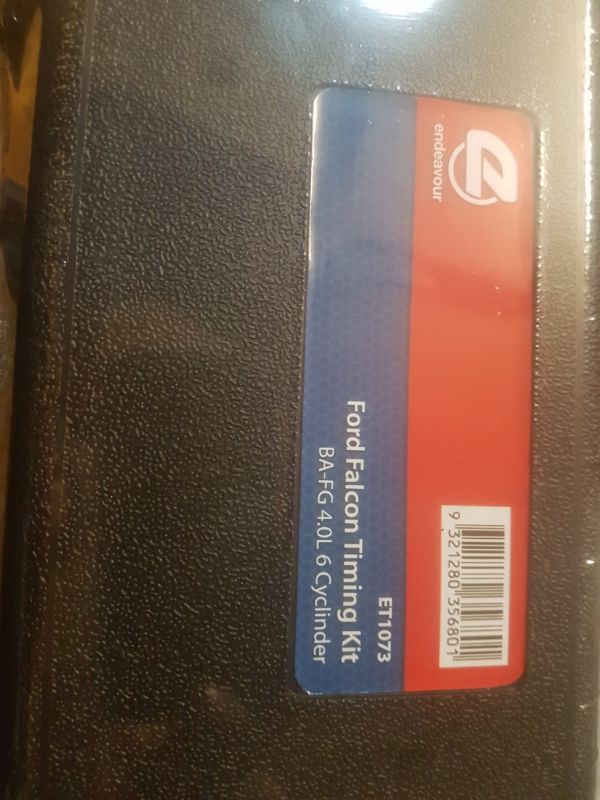 endeavour
9 321280 356801
ET1073
Ford Falcon Timing Kit
BA-FG 4.0L 6 Cyclinder